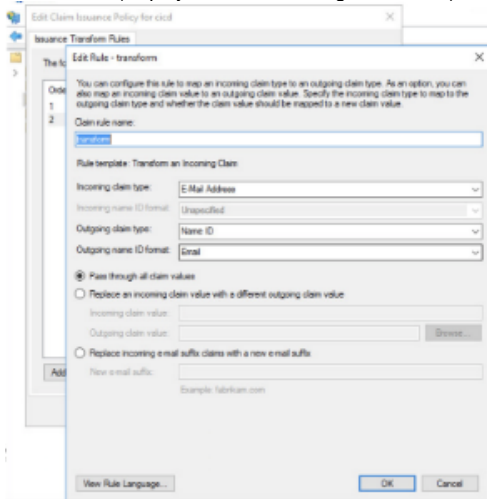 Edit Claim Issuance Policy for cicd
Issuance Transform Rules
The fo
Orde
1
2
Add
Edit Rule - transform
You can configure this rule to map an incoming claim type to an outgoing claim type. As an option, you can
also map an incoming claim value to an outgoing claim value. Specify the incoming claim type to map to the
outgoing claim type and whether the claim value should be mapped to a new claim value.
Claim rule name:
transform
Rule template: Transform an Incoming Claim
Incoming claim type: E-Mail Address
Incoming name ID format: Unspecified
Outgoing claim type: Name ID
Outgoing name ID format: Email
Pass through all claim values
Replace an incoming claim value with a different outgoing claim value
Incoming claim value:
Outgoing claim value: Browse...
Replace incoming e-mail suffix claims with a new e-mail suffix
New e-mail suffix:
Example: fabrikam.com
View Rule Language... OK Cancel